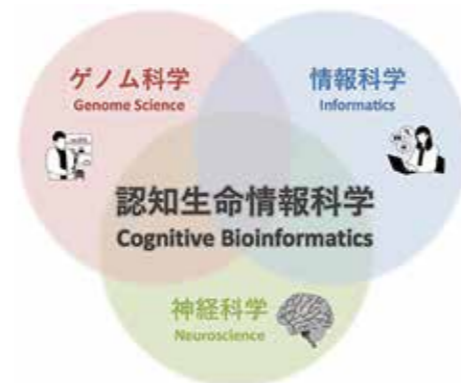 ゲノム科学
Genome Science
情報科学
Informatics
認知生命情報科学
Cognitive Bioinformatics
神経科学
Neuroscience